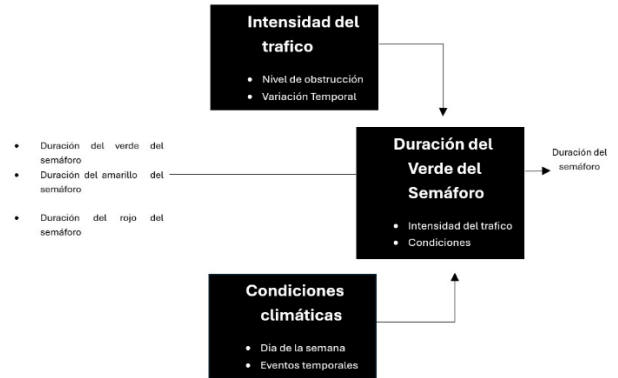 Intensidad del
trafico
• Nivel de obstrucción
• Variación Temporal
• Duración del verde del
semáforo
• Duración del amarillo del
semáforo
• Duración del rojo del
semáforo
Duración del
Verde del
Semáforo
• Intensidad del trafico
• Condiciones
Duración del
semáforo
Condiciones
climáticas
• Dia de la semana
• Eventos temporales